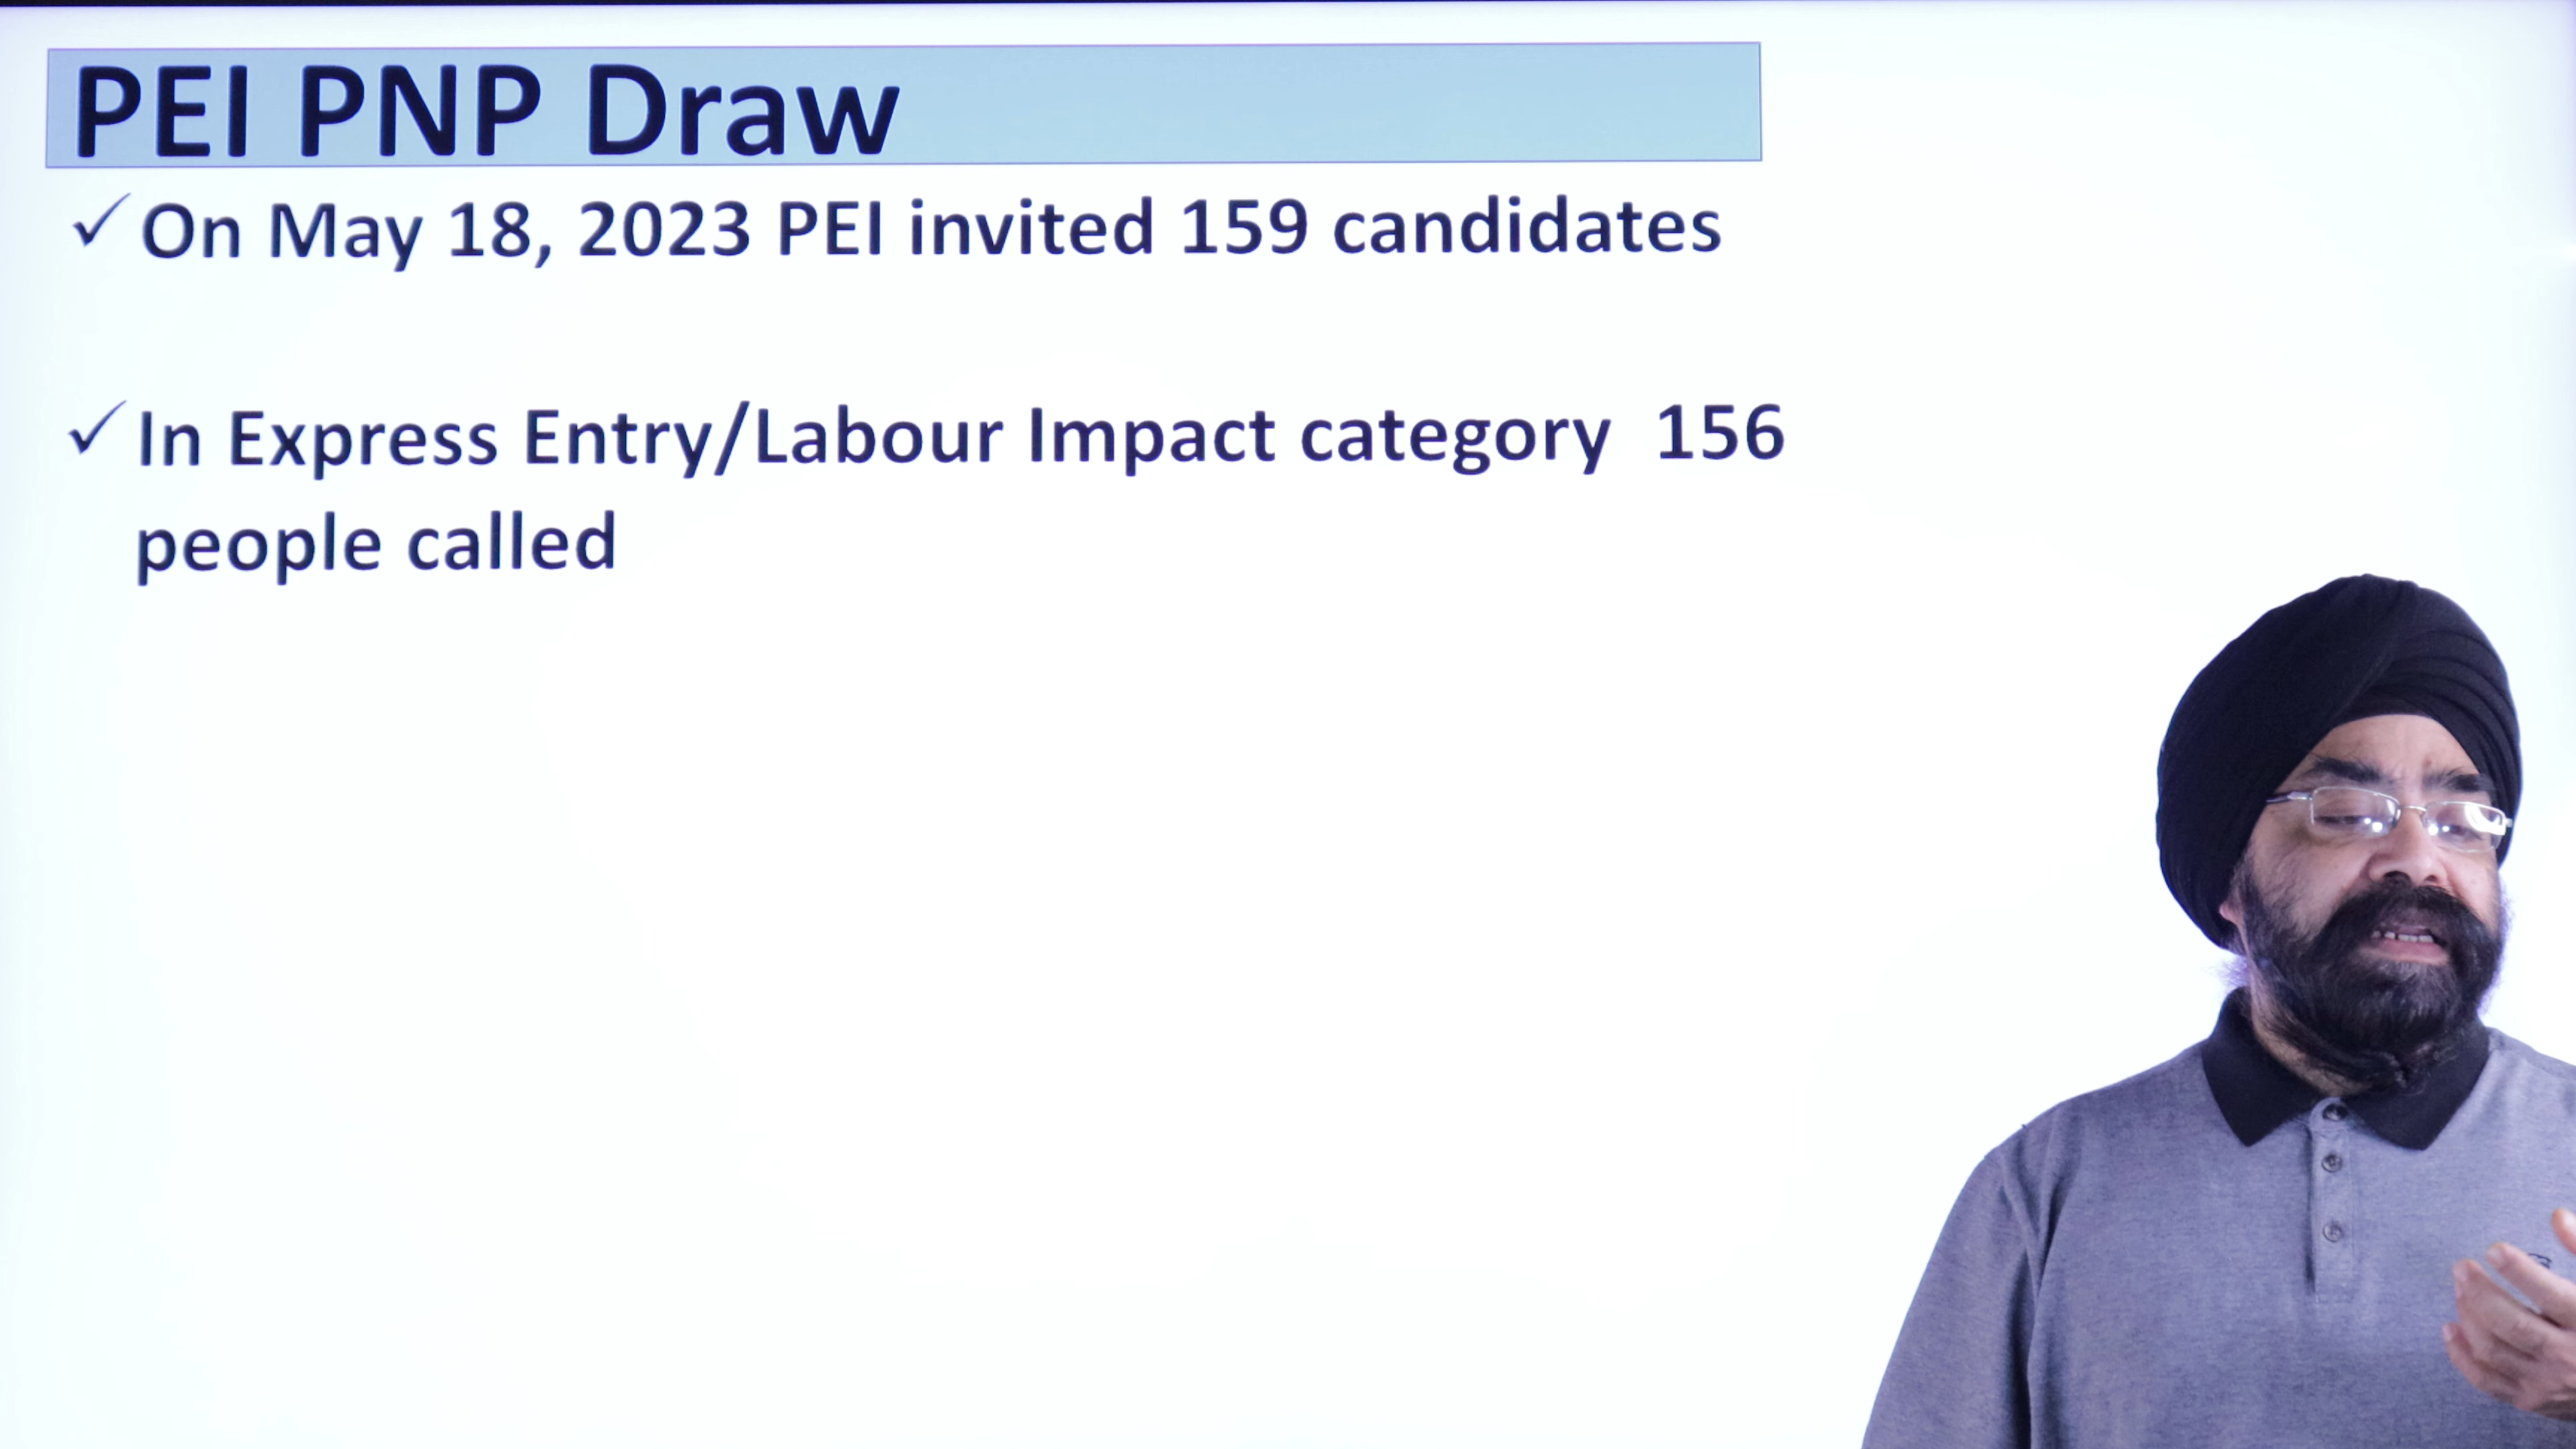 PEI PNP Draw
✓ On May 18, 2023 PEI invited 159 candidates
✓ In Express Entry/Labour Impact category 156
people called